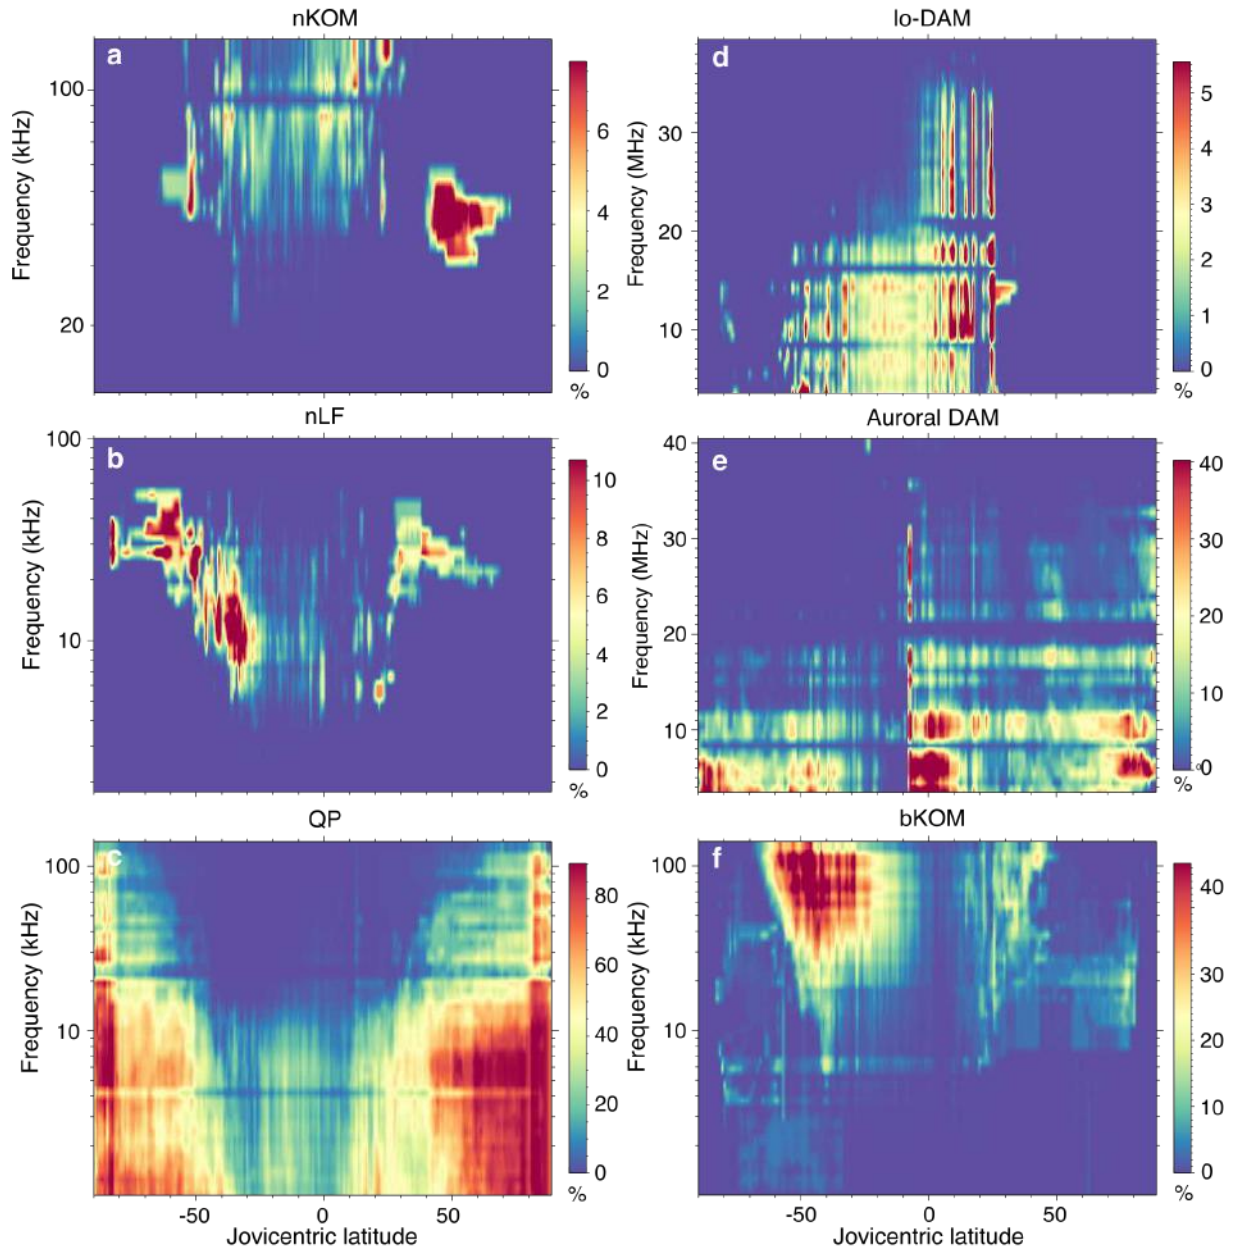 nKOM
a
100
20
Frequency (kHz)
6
4
2
0
%
Io-DAM
d
30
20
10
Frequency (MHz)
5
4
3
2
1
0
%
nLF
b
100
10
Frequency (kHz)
10
8
6
4
2
0
%
Auroral DAM
e
40
30
20
10
Frequency (MHz)
40
30
20
10
0
%
QP
c
100
10
Frequency (kHz)
80
60
40
20
0
%
-50 0 50
Jovicentric latitude
bKOM
f
100
10
Frequency (kHz)
40
30
20
10
0
%
-50 0 50
Jovicentric latitude